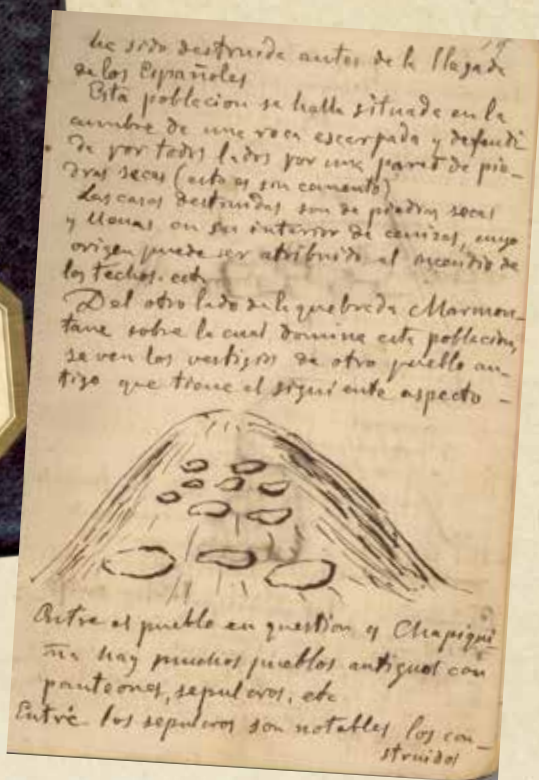 ha sido destruida antes de la llegada
de los Españoles
Esta poblacion se halla situada en la
cumbre de una roca escarpada y defendi
da por todos lados por una pared de pie-
dras secas (esto es sin cemento)
Las casas destruidas son de piedras secas
y llenas en su interior de cenizas, cuyo
origen puede ser atribuido al incendio de
los techos.
Del otro lado de la quebrada Marmon-
tane sobre la cual domina esta poblacion,
se ven los vestigios de otro pueblo an-
tigo que tiene el siguiente aspecto -
Entre el pueblo en question y Chapiqui
ña hay muchos pueblos antiguos con
panteones, sepulcros, etc
Entre los sepulcros son notables los con-
struidos